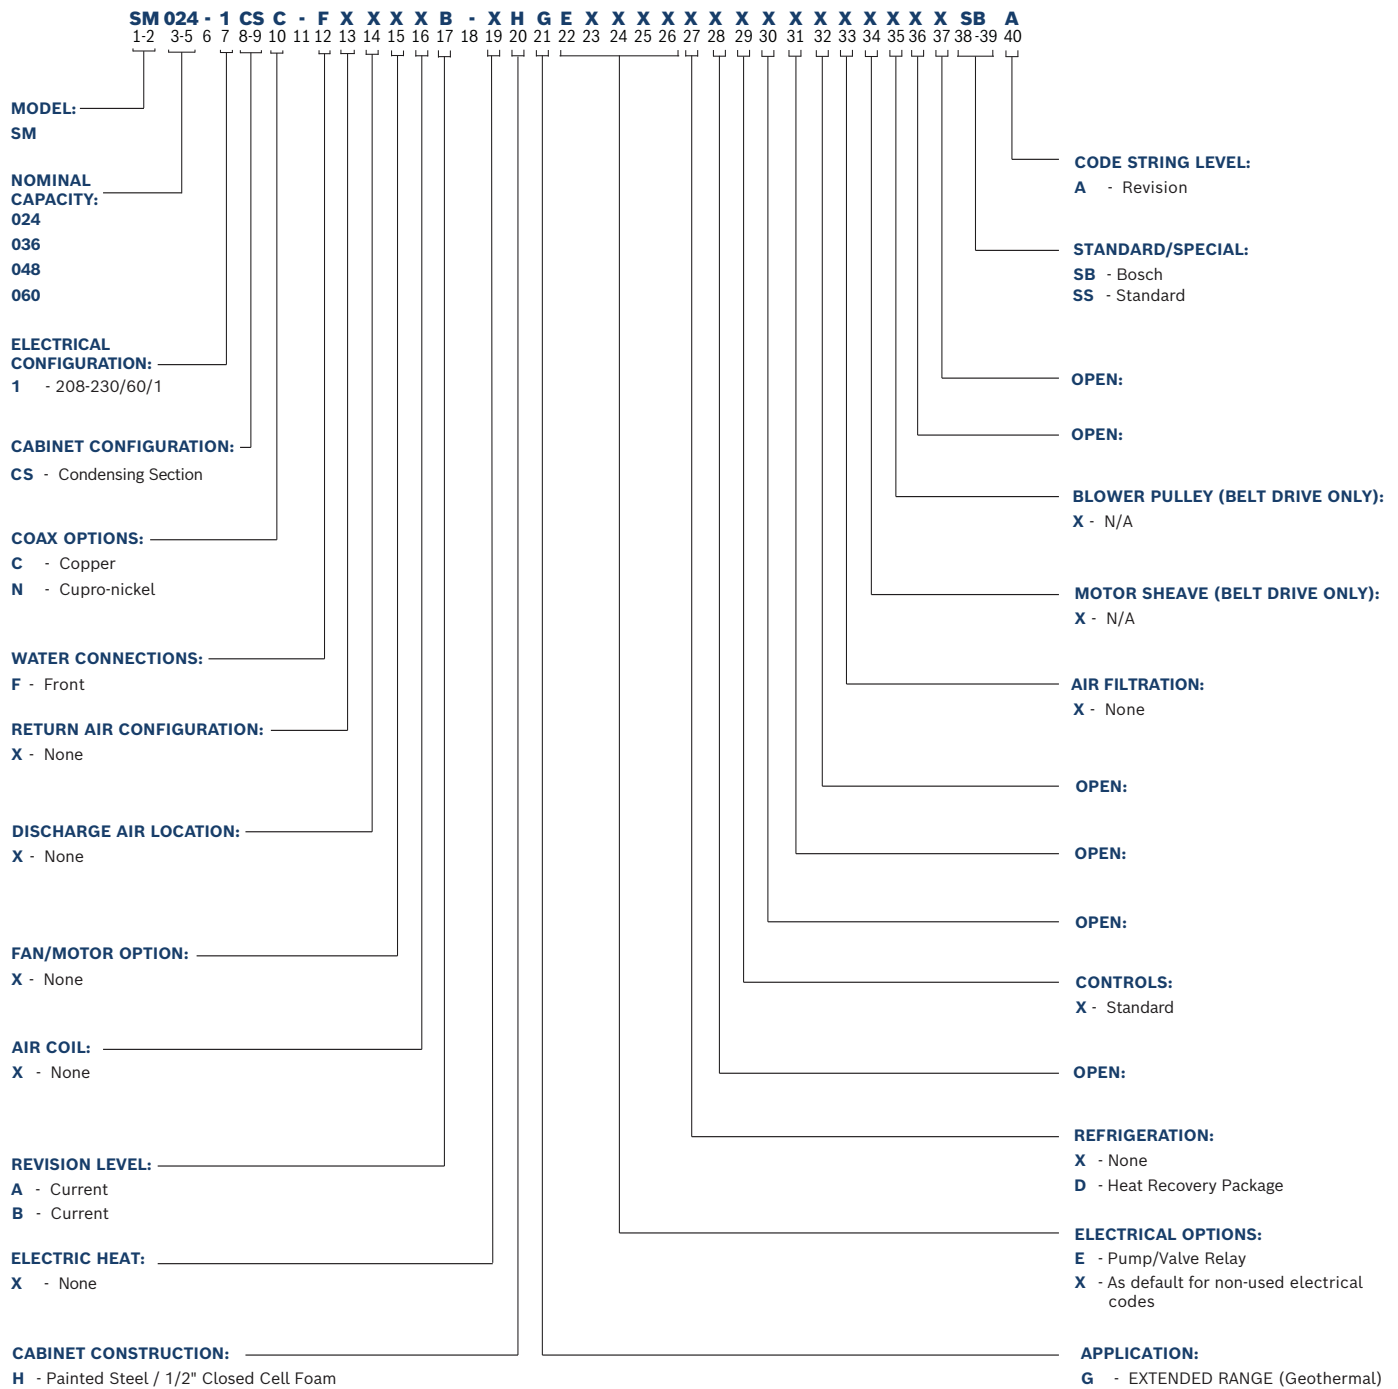 SM 024 - 1 CS C - F X X X X B - X H G E X X X X X X X X X X X X X X X SB A
1-2 3-5 6 7 8-9 10 11 12 13 14 15 16 17 18 19 20 21 22 23 24 25 26 27 28 29 30 31 32 33 34 35 36 37 38 -39 40
MODEL:
SM
NOMINAL
CAPACITY:
024
036
048
060
ELECTRICAL
CONFIGURATION:
1 - 208-230/60/1
CABINET CONFIGURATION:
CS - Condensing Section
COAX OPTIONS:
C - Copper
N - Cupro-nickel
WATER CONNECTIONS:
F - Front
RETURN AIR CONFIGURATION:
X - None
DISCHARGE AIR LOCATION:
X - None
FAN/MOTOR OPTION:
X - None
AIR COIL:
X - None
REVISION LEVEL:
A - Current
B - Current
ELECTRIC HEAT:
X - None
CABINET CONSTRUCTION:
H - Painted Steel / 1/2" Closed Cell Foam
CODE STRING LEVEL:
A - Revision
STANDARD/SPECIAL:
SB - Bosch
SS - Standard
OPEN:
OPEN:
BLOWER PULLEY (BELT DRIVE ONLY):
X - N/A
MOTOR SHEAVE (BELT DRIVE ONLY):
X - N/A
AIR FILTRATION:
X - None
OPEN:
OPEN:
OPEN:
CONTROLS:
X - Standard
OPEN:
REFRIGERATION:
X - None
D - Heat Recovery Package
ELECTRICAL OPTIONS:
E - Pump/Valve Relay
X - As default for non-used electrical
codes
APPLICATION:
G - EXTENDED RANGE (Geothermal)